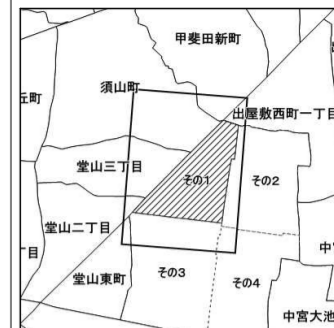 甲斐田新町
須山町
丘町
出屋敷西町一丁目
堂山三丁目
その1
その2
堂山二丁目
丁目
中宮
堂山東町
その3
その4
中宮大池